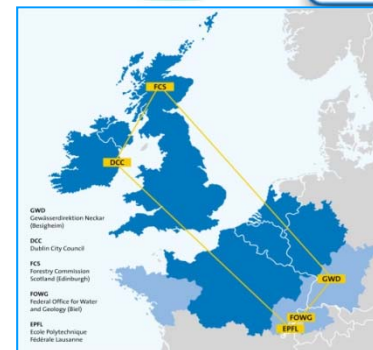 FCS
DCC
GWD
FOWG
EPFL
GWD
Gewässerdirektion Neckar
(Besigheim)
DCC
Dublin City Council
FCS
Forestry Commission
Scotland (Edinburgh)
FOWG
Federal Office for Water
and Geology (Biel)
EPFL
Ecole Polytechnique
Fédérale Lausanne